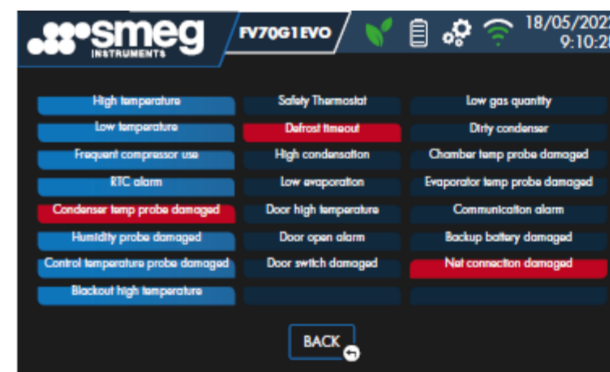 smeg
INSTRUMENTS
FV70G1EVO
18/05/2022
9:10:28
High temperature
Safety Thermostat
Low gas quantity
Low temperature
Defrost timeout
Dirty condenser
Frequent compressor use
High condensation
Chamber temp probe damaged
RTC alarm
Low evaporation
Evaporator temp probe damaged
Condenser temp probe damaged
Door high temperature
Communication alarm
Humidity probe damaged
Door open alarm
Backup battery damaged
Control temperature probe damaged
Door switch damaged
Net connection damaged
Blackout high temperature
BACK